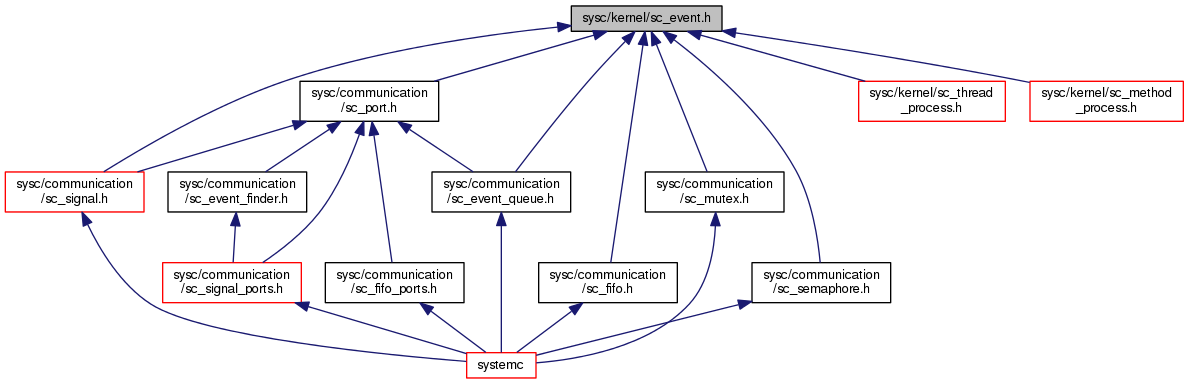 sysc/kernel/sc_event.h
sysc/communication
/sc_port.h
sysc/kernel/sc_thread
_process.h
sysc/kernel/sc_method
_process.h
sysc/communication
/sc_signal.h
sysc/communication
/sc_event_finder.h
sysc/communication
/sc_event_queue.h
sysc/communication
/sc_mutex.h
sysc/communication
/sc_signal_ports.h
sysc/communication
/sc_fifo_ports.h
sysc/communication
/sc_fifo.h
sysc/communication
/sc_semaphore.h
systemc